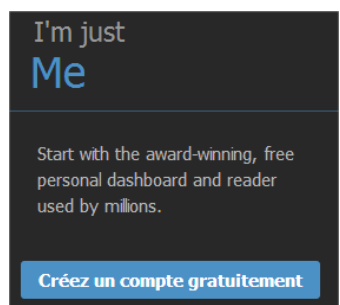 I'm just
Me
Start with the award-winning, free
personal dashboard and reader
used by millions.
Créez un compte gratuitement